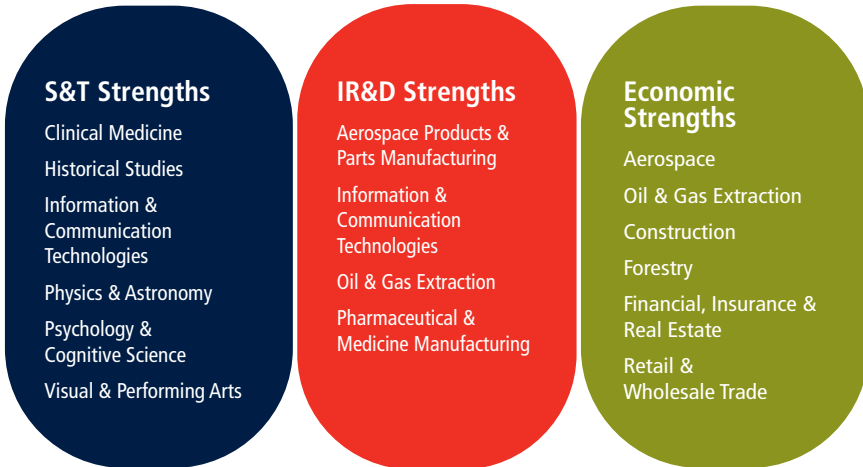 S&T Strengths
Clinical Medicine
Historical Studies
Information &
Communication
Technologies
Physics & Astronomy
Psychology &
Cognitive Science
Visual & Performing Arts
IR&D Strengths
Aerospace Products &
Parts Manufacturing
Information &
Communication
Technologies
Oil & Gas Extraction
Pharmaceutical &
Medicine Manufacturing
Economic
Strengths
Aerospace
Oil & Gas Extraction
Construction
Forestry
Financial, Insurance &
Real Estate
Retail &
Wholesale Trade